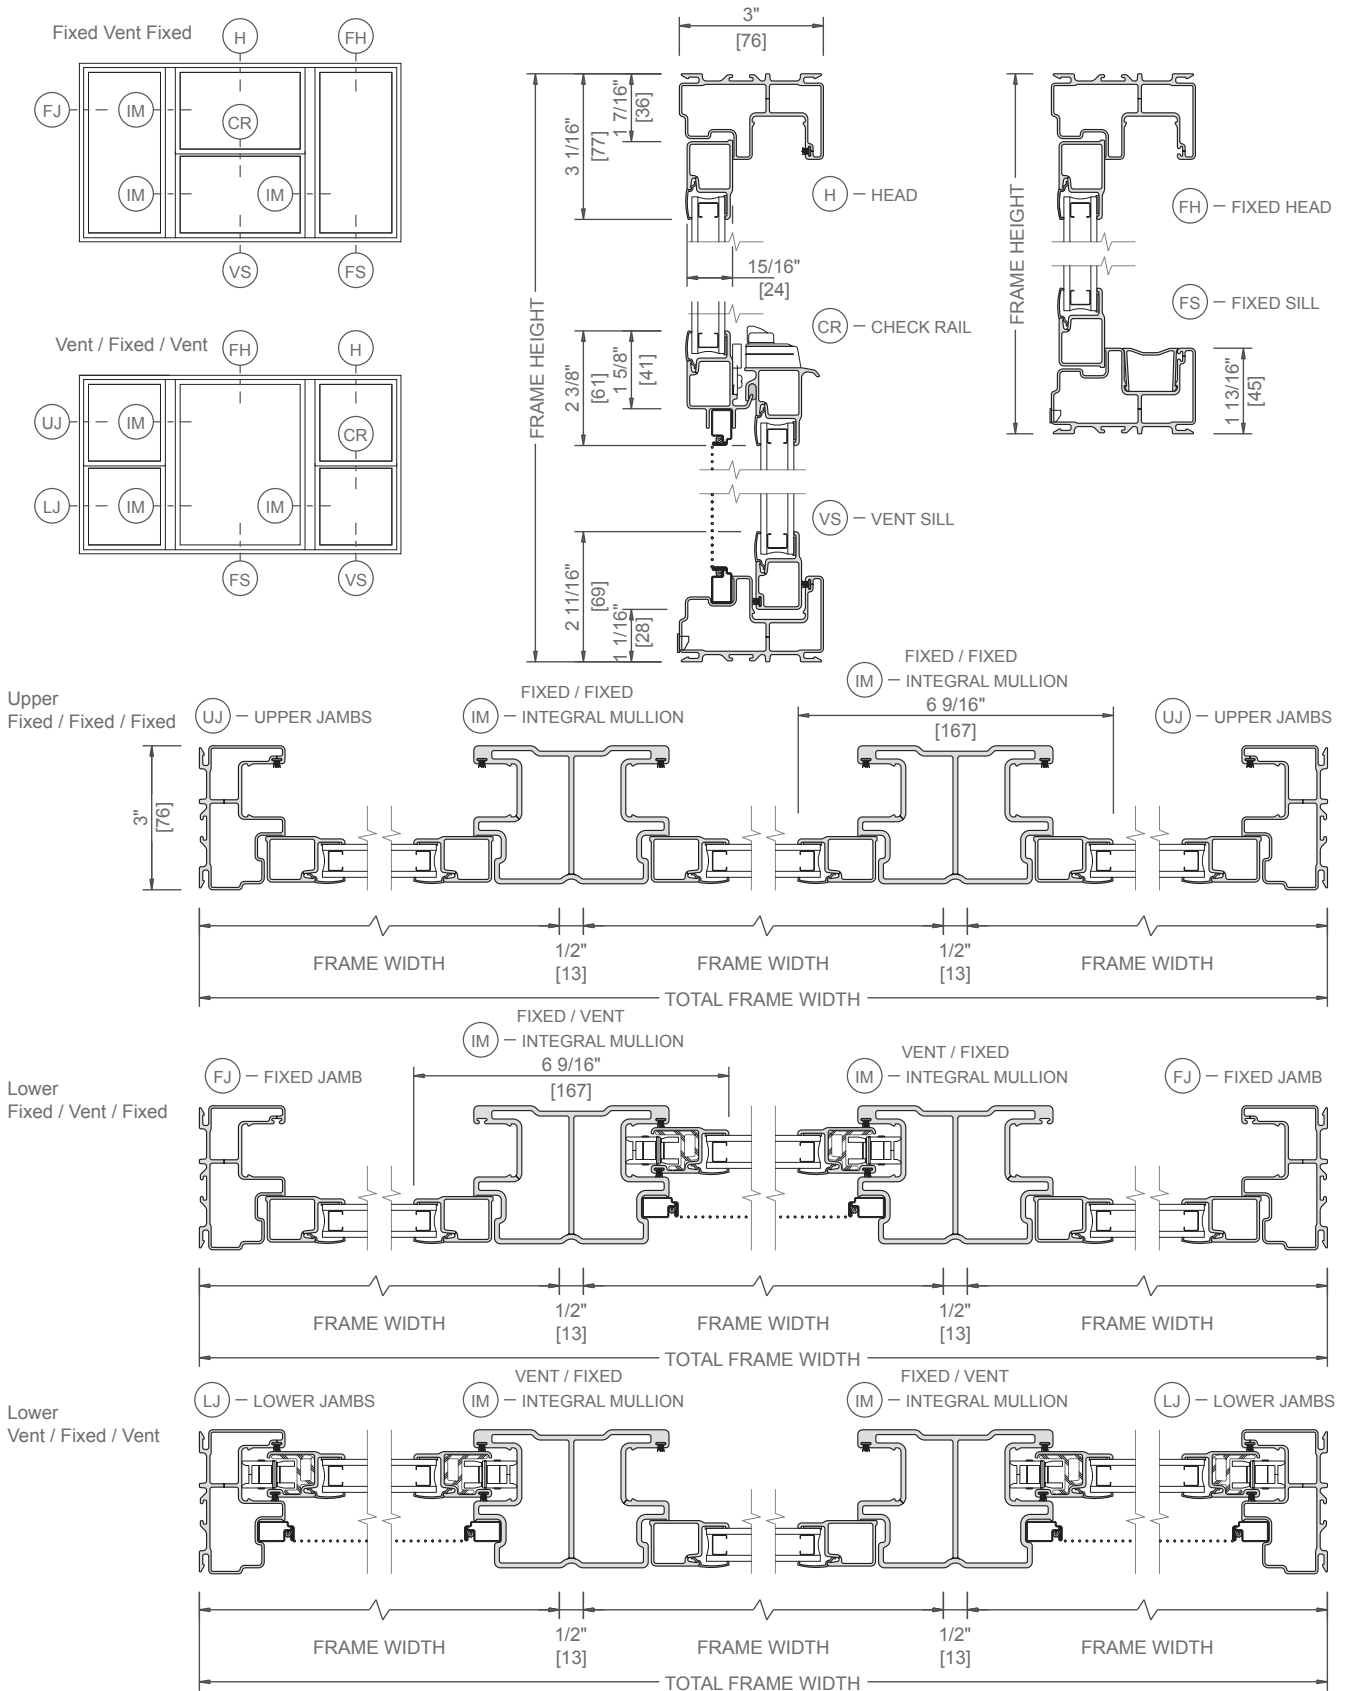 Fixed Vent Fixed
H
FH
FJ
IM
CR
IM
IM
VS
FS
Vent / Fixed / Vent
FH
H
UJ
IM
CR
LJ
IM
IM
FS
VS
3"
[76]
FRAME HEIGHT
3 1/16"
[77]
1 7/16"
[36]
H – HEAD
15/16"
[24]
CR – CHECK RAIL
2 3/8"
[61]
1 5/8"
[41]
VS – VENT SILL
2 11/16"
[69]
1 1/16"
[28]
FRAME HEIGHT
FH – FIXED HEAD
FS – FIXED SILL
1 13/16"
[45]
Upper
Fixed / Fixed / Fixed
UJ – UPPER JAMBS
FIXED / FIXED
IM – INTEGRAL MULLION
FIXED / FIXED
IM – INTEGRAL MULLION
6 9/16"
[167]
UJ – UPPER JAMBS
3"
[76]
FRAME WIDTH
1/2"
[13]
FRAME WIDTH
1/2"
[13]
FRAME WIDTH
TOTAL FRAME WIDTH
Lower
Fixed / Vent / Fixed
FJ – FIXED JAMB
FIXED / VENT
IM – INTEGRAL MULLION
6 9/16"
[167]
VENT / FIXED
IM – INTEGRAL MULLION
FJ – FIXED JAMB
FRAME WIDTH
1/2"
[13]
FRAME WIDTH
1/2"
[13]
FRAME WIDTH
TOTAL FRAME WIDTH
Lower
Vent / Fixed / Vent
LJ – LOWER JAMBS
VENT / FIXED
IM – INTEGRAL MULLION
FIXED / VENT
IM – INTEGRAL MULLION
LJ – LOWER JAMBS
FRAME WIDTH
1/2"
[13]
FRAME WIDTH
1/2"
[13]
FRAME WIDTH
TOTAL FRAME WIDTH